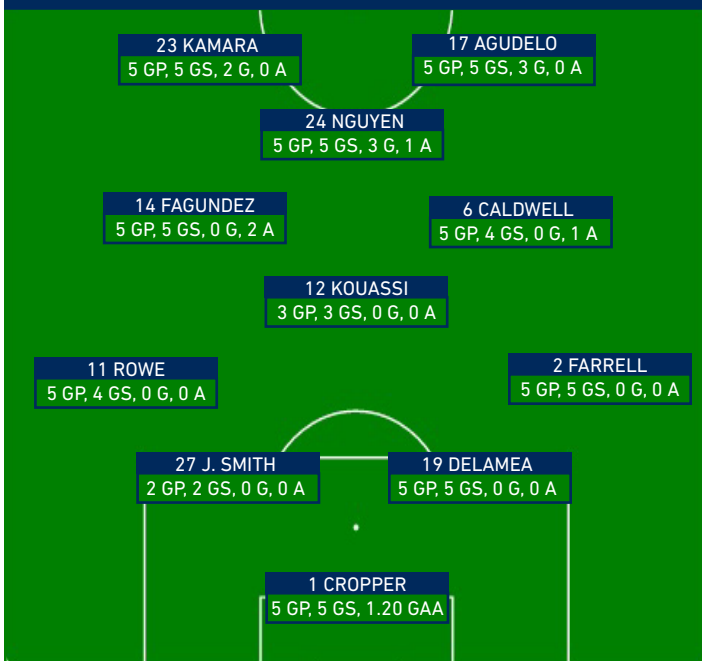 23 KAMARA
5 GP, 5 GS, 2 G, 0 A
17 AGUDELO
5 GP, 5 GS, 3 G, 0 A
24 NGUYEN
5 GP, 5 GS, 3 G, 1 A
14 FAGUNDEZ
5 GP, 5 GS, 0 G, 2 A
6 CALDWELL
5 GP, 4 GS, 0 G, 1 A
12 KOUASSI
3 GP, 3 GS, 0 G, 0 A
11 ROWE
5 GP, 4 GS, 0 G, 0 A
2 FARRELL
5 GP, 5 GS, 0 G, 0 A
27 J. SMITH
2 GP, 2 GS, 0 G, 0 A
19 DELAMEA
5 GP, 5 GS, 0 G, 0 A
1 CROPPER
5 GP, 5 GS, 1.20 GAA